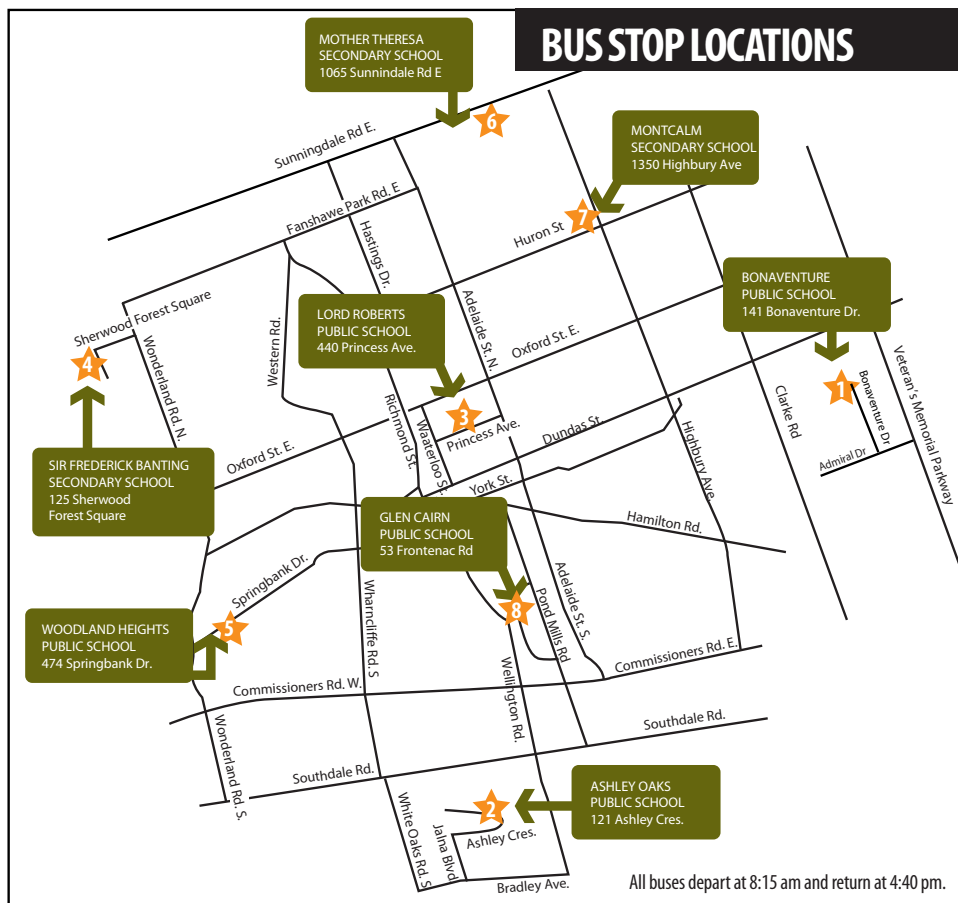 BUS STOP LOCATIONS
MOTHER THERESA
SECONDARY SCHOOL
1065 Sunnindale Rd E
6
Sunningdale Rd E.
MONTCALM
SECONDARY SCHOOL
1350 Highbury Ave
7
Fanshawe Park Rd. E
Huron St
Hastings Dr.
BONAVENTURE
PUBLIC SCHOOL
141 Bonaventure Dr.
Sherwood Forest Square
4
Wonderland Rd. N.
Western Rd.
LORD ROBERTS
PUBLIC SCHOOL
440 Princess Ave.
Adelaide St. N.
Oxford St. E.
3
1
Bonaventure Dr
Veteran's Memorial Parkway
Clarke Rd
Richmond St.
Waaterloo St.
Princess Ave.
Dundas St.
Highbury Ave.
Admiral Dr
Oxford St. E.
SIR FREDERICK BANTING
SECONDARY SCHOOL
125 Sherwood
Forest Square
York St.
Hamilton Rd.
GLEN CAIRN
PUBLIC SCHOOL
53 Frontenac Rd
8
Springbank Dr.
5
Wharncliffe Rd. S
Pond Mills Rd
Adelaide St. S.
WOODLAND HEIGHTS
PUBLIC SCHOOL
474 Springbank Dr.
Commissioners Rd. W.
Commissioners Rd. E.
Wellington Rd.
Wonderland Rd. S.
Southdale Rd.
Southdale Rd.
2
ASHLEY OAKS
PUBLIC SCHOOL
121 Ashley Cres.
White Oaks Rd. S
Jalna Blvd
Ashley Cres.
Bradley Ave.
All buses depart at 8:15 am and return at 4:40 pm.